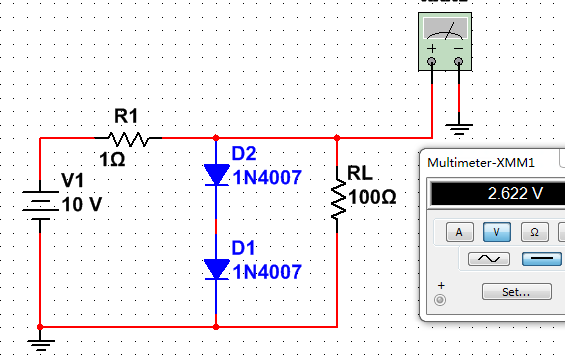 + −
R1
1Ω
D2
1N4007
RL
100Ω
V1
10 V
D1
1N4007
Multimeter-XMM1
2.622 V
A V Ω
+
Set...